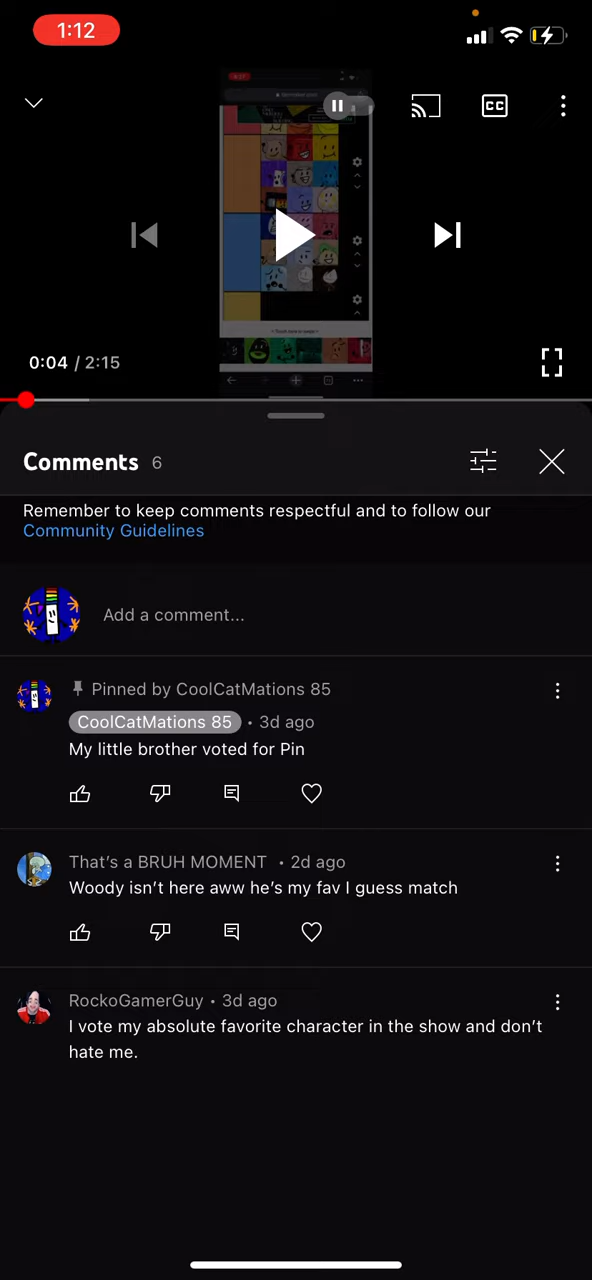 1:12
CC
0:04 / 2:15
Comments 6
Remember to keep comments respectful and to follow our
Community Guidelines
Add a comment...
Pinned by CoolCatMations 85
CoolCatMations 85 • 3d ago
My little brother voted for Pin
That's a BRUH MOMENT • 2d ago
Woody isn't here aww he's my fav I guess match
RockoGamerGuy • 3d ago
I vote my absolute favorite character in the show and don't
hate me.